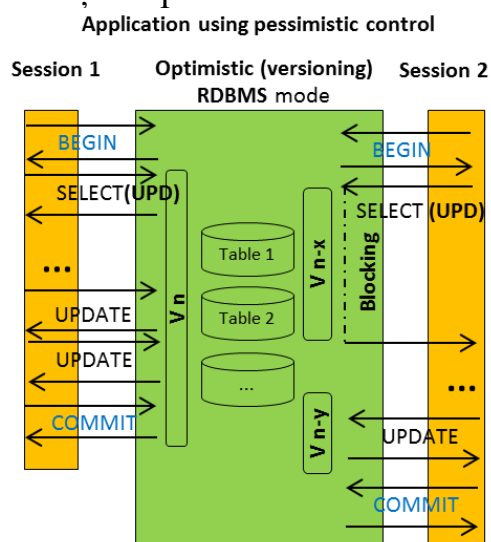 Application using pessimistic control
Session 1
Optimistic (versioning)
RDBMS mode
Session 2
BEGIN
SELECT(UPD)
...
UPDATE
UPDATE
COMMIT
V n
Table 1
Table 2
...
V n-x
V n-y
Blocking
BEGIN
SELECT (UPD)
...
UPDATE
COMMIT